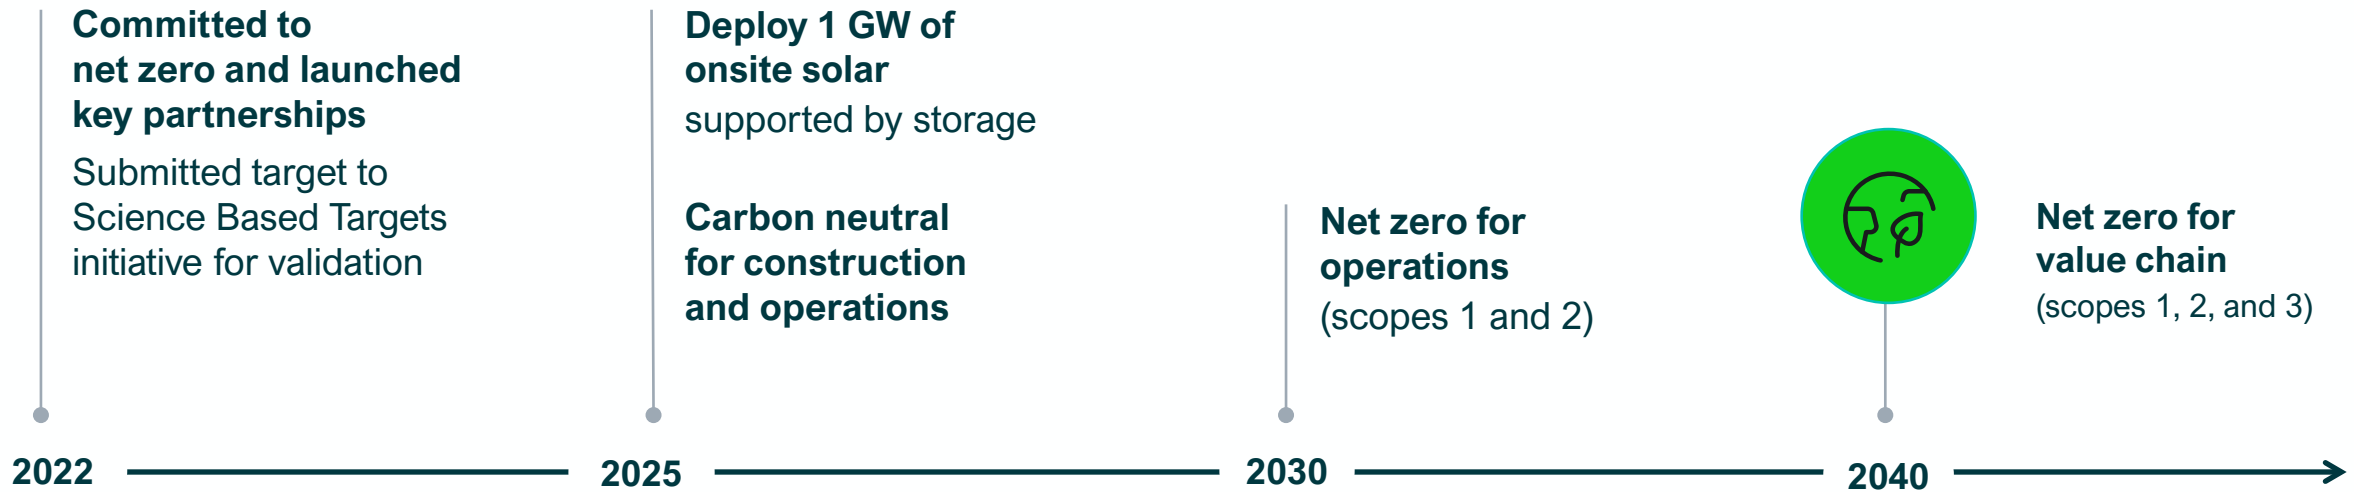 Committed to
net zero and launched
key partnerships
Submitted target to
Science Based Targets
initiative for validation
Deploy 1 GW of
onsite solar
supported by storage
Carbon neutral
for construction
and operations
Net zero for
operations
(scopes 1 and 2)
Net zero for
value chain
(scopes 1, 2, and 3)
2022
2025
2030
2040